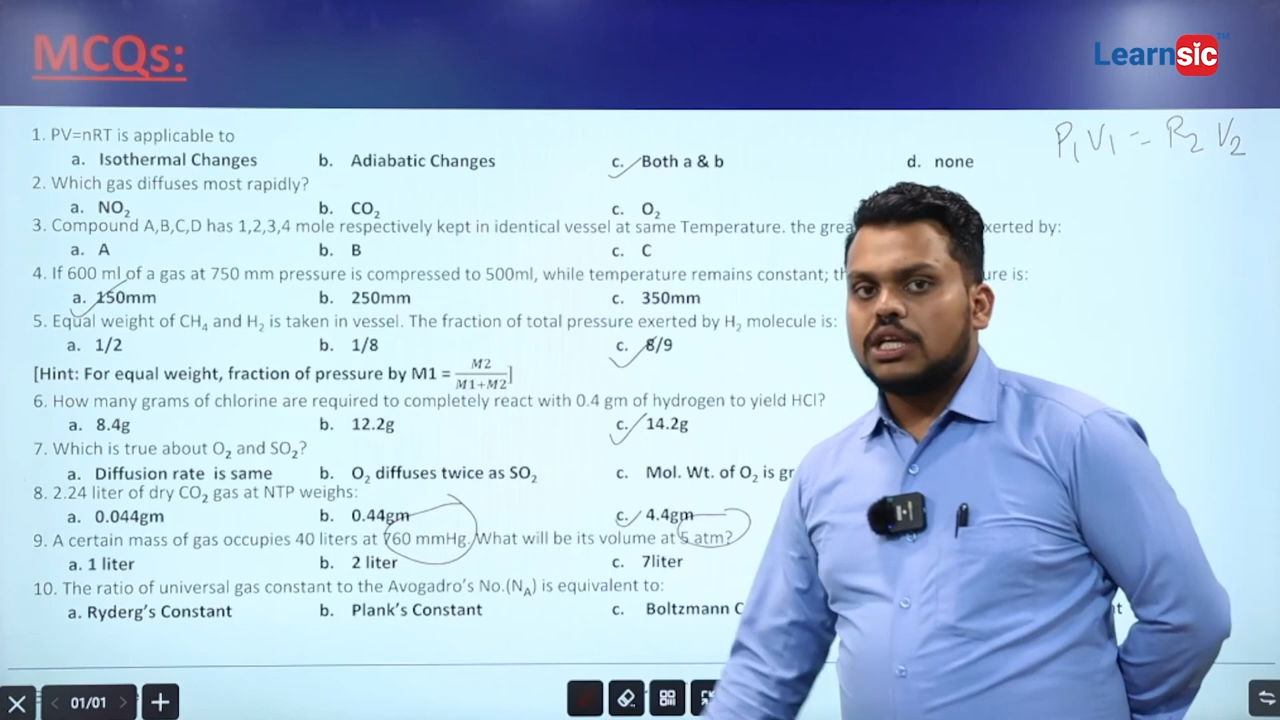 MCQs:
Learnsic™
P₁V₁ = P₂V₂
1. PV=nRT is applicable to
a. Isothermal Changes b. Adiabatic Changes c. Both a & b d. none
2. Which gas diffuses most rapidly?
a. NO₂ b. CO₂ c. O₂
3. Compound A,B,C,D has 1,2,3,4 mole respectively kept in identical vessel at same Temperature. the exerted by:
a. A b. B c. C
4. If 600 ml of a gas at 750 mm pressure is compressed to 500ml, while temperature remains constant; is:
a. 150mm b. 250mm c. 350mm
5. Equal weight of CH₄ and H₂ is taken in vessel. The fraction of total pressure exerted by H₂ molecule is:
a. 1/2 b. 1/8 c. 8/9
[Hint: For equal weight, fraction of pressure by M1 = M2/(M1+M2)]
6. How many grams of chlorine are required to completely react with 0.4 gm of hydrogen to yield HCl?
a. 8.4g b. 12.2g c. 14.2g
7. Which is true about O₂ and SO₂?
a. Diffusion rate is same b. O₂ diffuses twice as SO₂ c. Mol. Wt. of O₂ is
8. 2.24 liter of dry CO₂ gas at NTP weighs:
a. 0.044gm b. 0.44gm c. 4.4gm
9. A certain mass of gas occupies 40 liters at 760 mmHg. What will be its volume at 5 atm?
a. 1 liter b. 2 liter c. 7liter
10. The ratio of universal gas constant to the Avogadro's No.(Nᴀ) is equivalent to:
a. Ryderg's Constant b. Plank's Constant c. Boltzmann
01/01